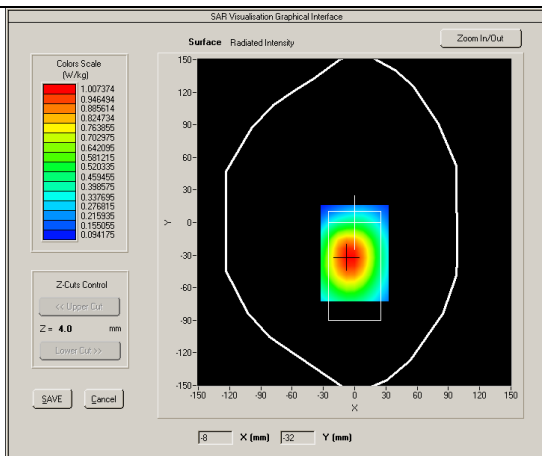 SAR Visualisation Graphical Interface
Surface Radiated Intensity
Zoom In/Out
Colors Scale
(W/kg)
1.007374
0.946494
0.885614
0.824734
0.763855
0.702975
0.642095
0.581215
0.520335
0.459455
0.398575
0.337695
0.276815
0.215935
0.155055
0.094175
150
120
90
60
30
0
-30
-60
-90
-120
-150
Y
-150 -120 -90 -60 -30 0 30 60 90 120 150
X
Z-Cuts Control
<< Upper Cut
Z = 4.0 mm
Lower Cut >>
SAVE Cancel
-8 X (mm) -32 Y (mm)